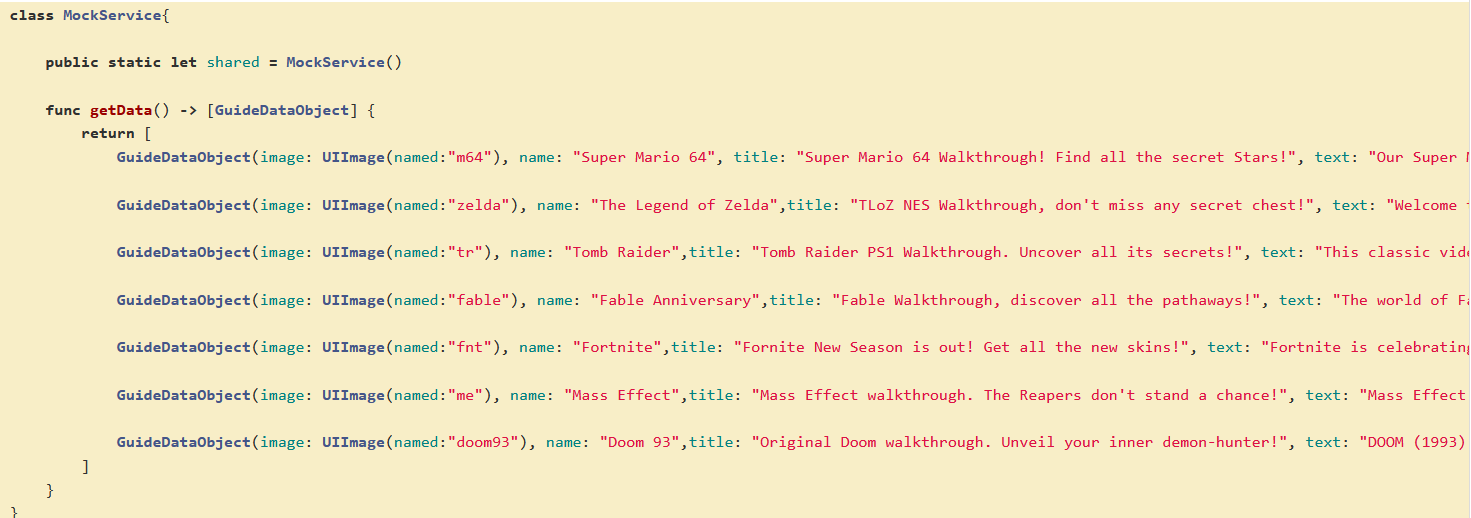 class MockService{
public static let shared = MockService()
func getData() -> [GuideDataObject] {
return [
GuideDataObject(image: UIImage(named:"m64"), name: "Super Mario 64", title: "Super Mario 64 Walkthrough! Find all the secret Stars!", text: "Our Super
GuideDataObject(image: UIImage(named:"zelda"), name: "The Legend of Zelda",title: "TLoZ NES Walkthrough, don't miss any secret chest!", text: "Welcome
GuideDataObject(image: UIImage(named:"tr"), name: "Tomb Raider",title: "Tomb Raider PS1 Walkthrough. Uncover all its secrets!", text: "This classic
GuideDataObject(image: UIImage(named:"fable"), name: "Fable Anniversary",title: "Fable Walkthrough, discover all the pathaways!", text: "The world of
GuideDataObject(image: UIImage(named:"fnt"), name: "Fortnite",title: "Fornite New Season is out! Get all the new skins!", text: "Fortnite is celebrating
GuideDataObject(image: UIImage(named:"me"), name: "Mass Effect",title: "Mass Effect walkthrough. The Reapers don't stand a chance!", text: "Mass Effect
GuideDataObject(image: UIImage(named:"doom93"), name: "Doom 93",title: "Original Doom walkthrough. Unveil your inner demon-hunter!", text: "DOOM (1993)
]
}
}